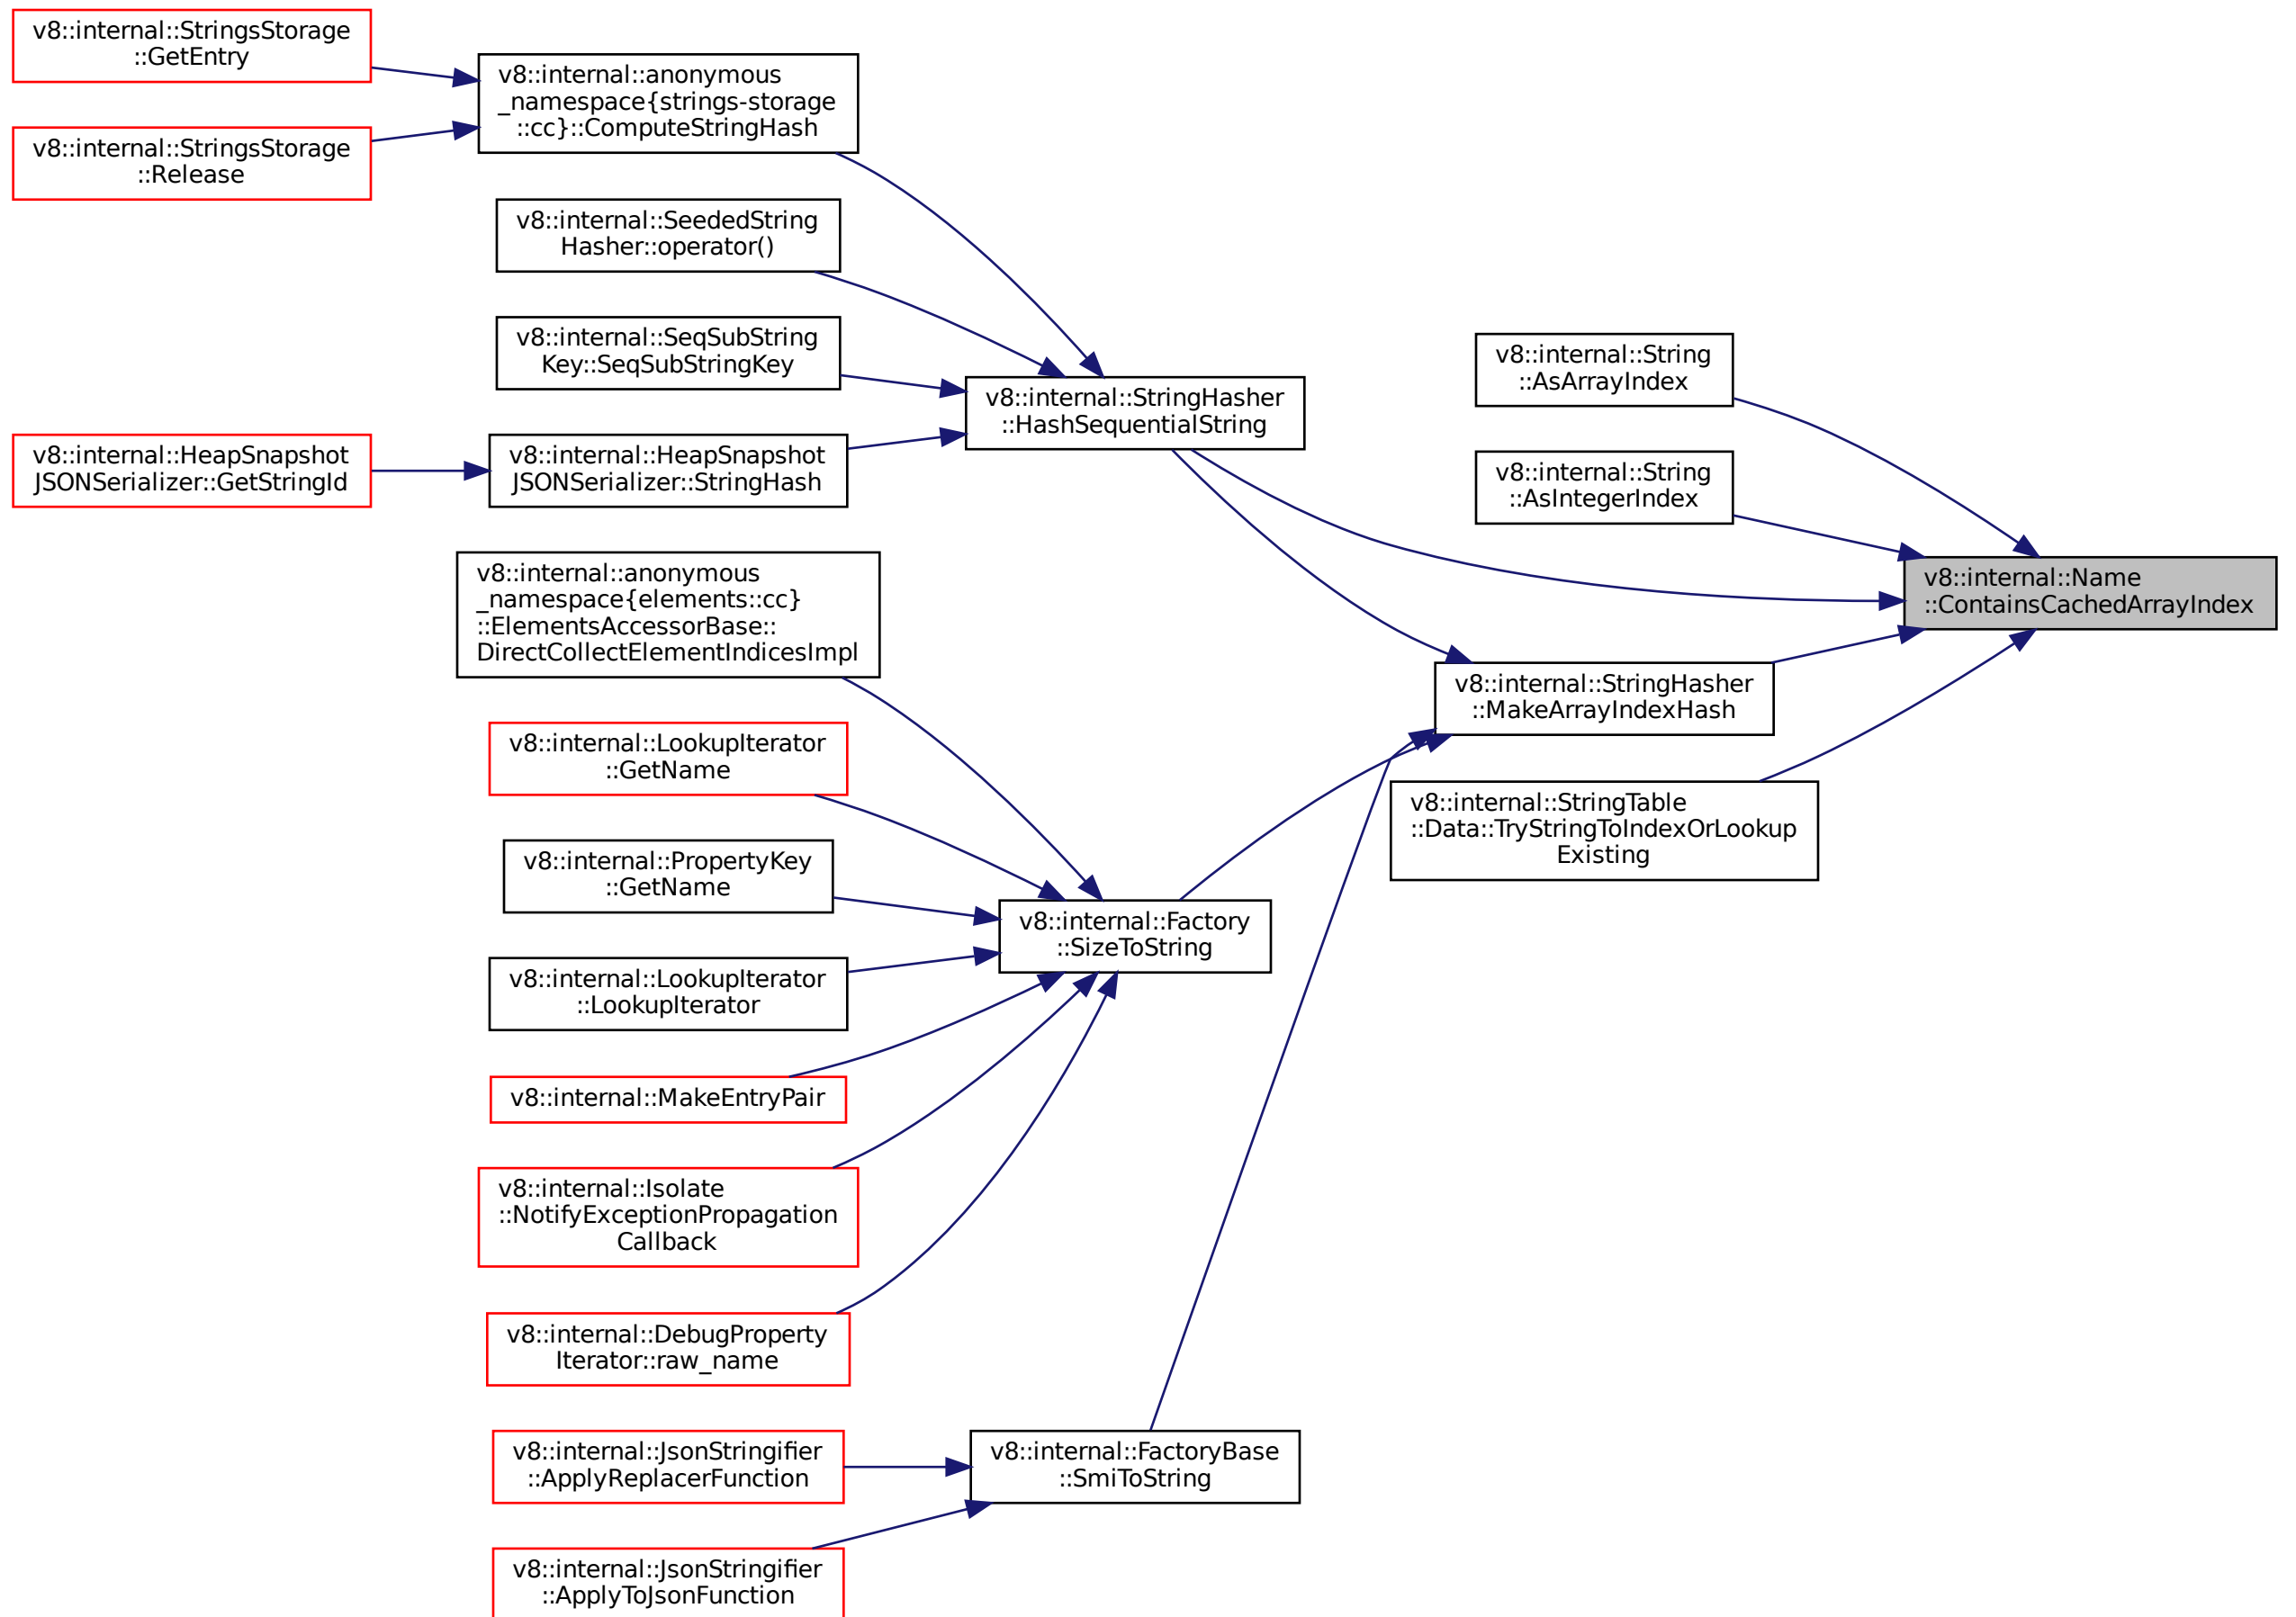 v8::internal::StringsStorage
::GetEntry
v8::internal::StringsStorage
::Release
v8::internal::HeapSnapshot
JSONSerializer::GetStringId
v8::internal::anonymous
_namespace{strings-storage
::cc}::ComputeStringHash
v8::internal::SeededString
Hasher::operator()
v8::internal::SeqSubString
Key::SeqSubStringKey
v8::internal::HeapSnapshot
JSONSerializer::StringHash
v8::internal::anonymous
_namespace{elements::cc}
::ElementsAccessorBase::
DirectCollectElementIndicesImpl
v8::internal::LookupIterator
::GetName
v8::internal::PropertyKey
::GetName
v8::internal::LookupIterator
::LookupIterator
v8::internal::MakeEntryPair
v8::internal::Isolate
::NotifyExceptionPropagation
Callback
v8::internal::DebugProperty
Iterator::raw_name
v8::internal::JsonStringifier
::ApplyReplacerFunction
v8::internal::JsonStringifier
::ApplyToJsonFunction
v8::internal::StringHasher
::HashSequentialString
v8::internal::Factory
::SizeToString
v8::internal::FactoryBase
::SmiToString
v8::internal::String
::AsArrayIndex
v8::internal::String
::AsIntegerIndex
v8::internal::StringHasher
::MakeArrayIndexHash
v8::internal::StringTable
::Data::TryStringToIndexOrLookup
Existing
v8::internal::Name
::ContainsCachedArrayIndex